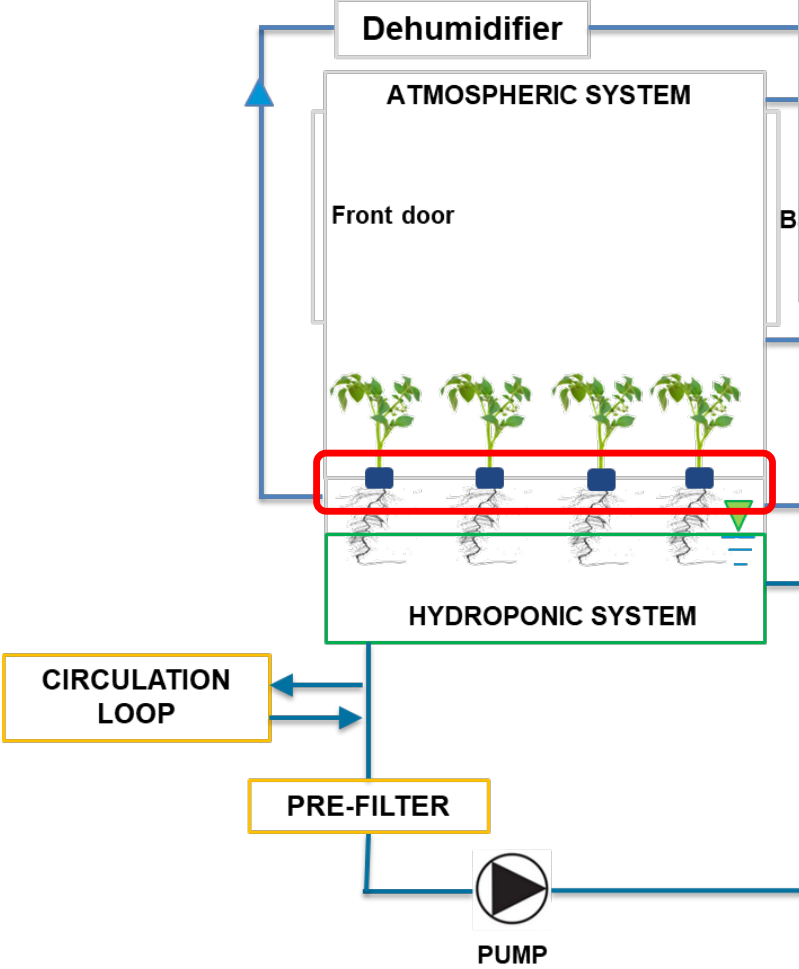 Dehumidifier
ATMOSPHERIC SYSTEM
Front door
B
HYDROPONIC SYSTEM
CIRCULATION
LOOP
PRE-FILTER
PUMP